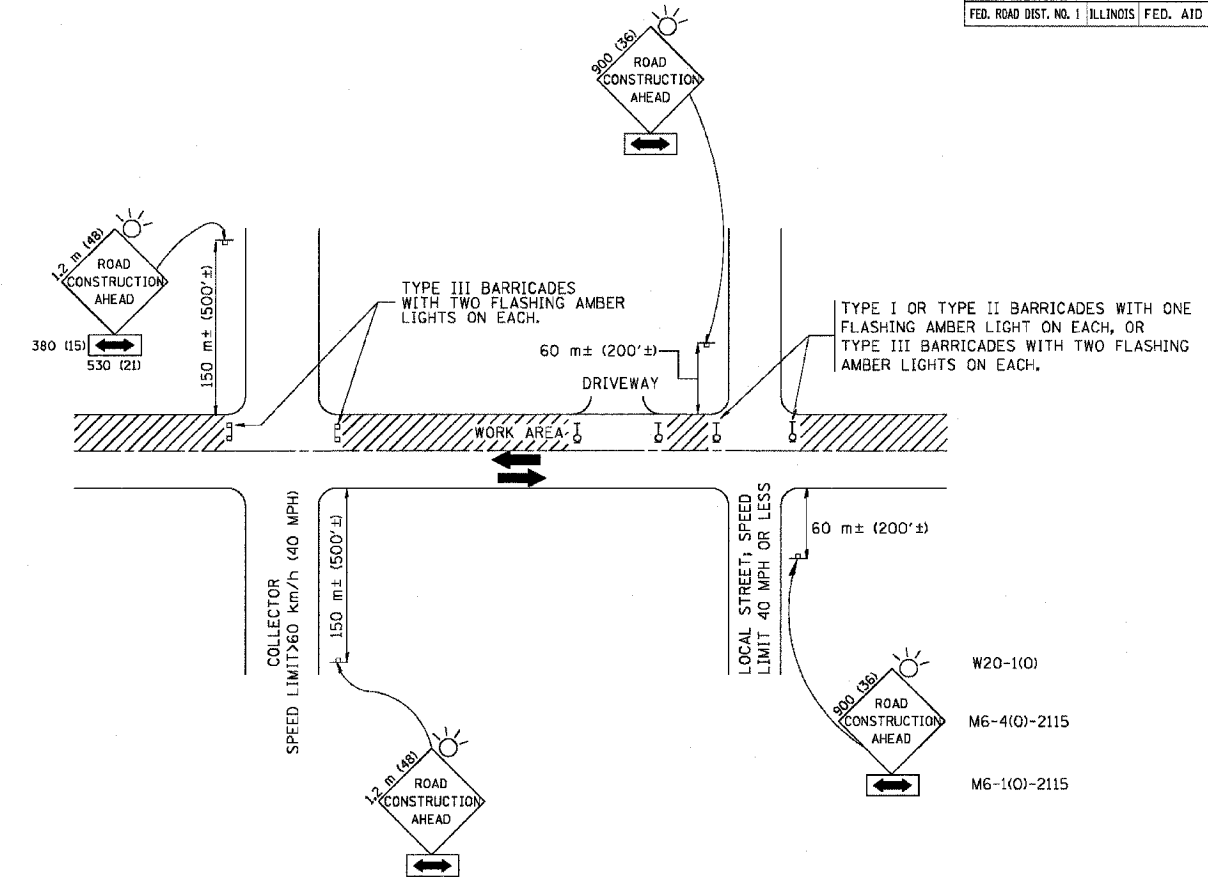 FED. ROAD DIST. NO. 1 ILLINOIS FED. AID
900 (36)
ROAD
CONSTRUCTION
AHEAD
1.2 m (48)
ROAD
CONSTRUCTION
AHEAD
380 (15)
530 (21)
150 m± (500'±)
TYPE III BARRICADES
WITH TWO FLASHING AMBER
LIGHTS ON EACH.
60 m± (200'±)
DRIVEWAY
TYPE I OR TYPE II BARRICADES WITH ONE
FLASHING AMBER LIGHT ON EACH, OR
TYPE III BARRICADES WITH TWO FLASHING
AMBER LIGHTS ON EACH.
WORK AREA
COLLECTOR
SPEED LIMIT>60 km/h (40 MPH)
150 m± (500'±)
LOCAL STREET; SPEED
LIMIT 40 MPH OR LESS
60 m± (200'±)
1.2 m (48)
ROAD
CONSTRUCTION
AHEAD
900 (36)
ROAD
CONSTRUCTION
AHEAD
W20-1(O)
M6-4(O)-2115
M6-1(O)-2115